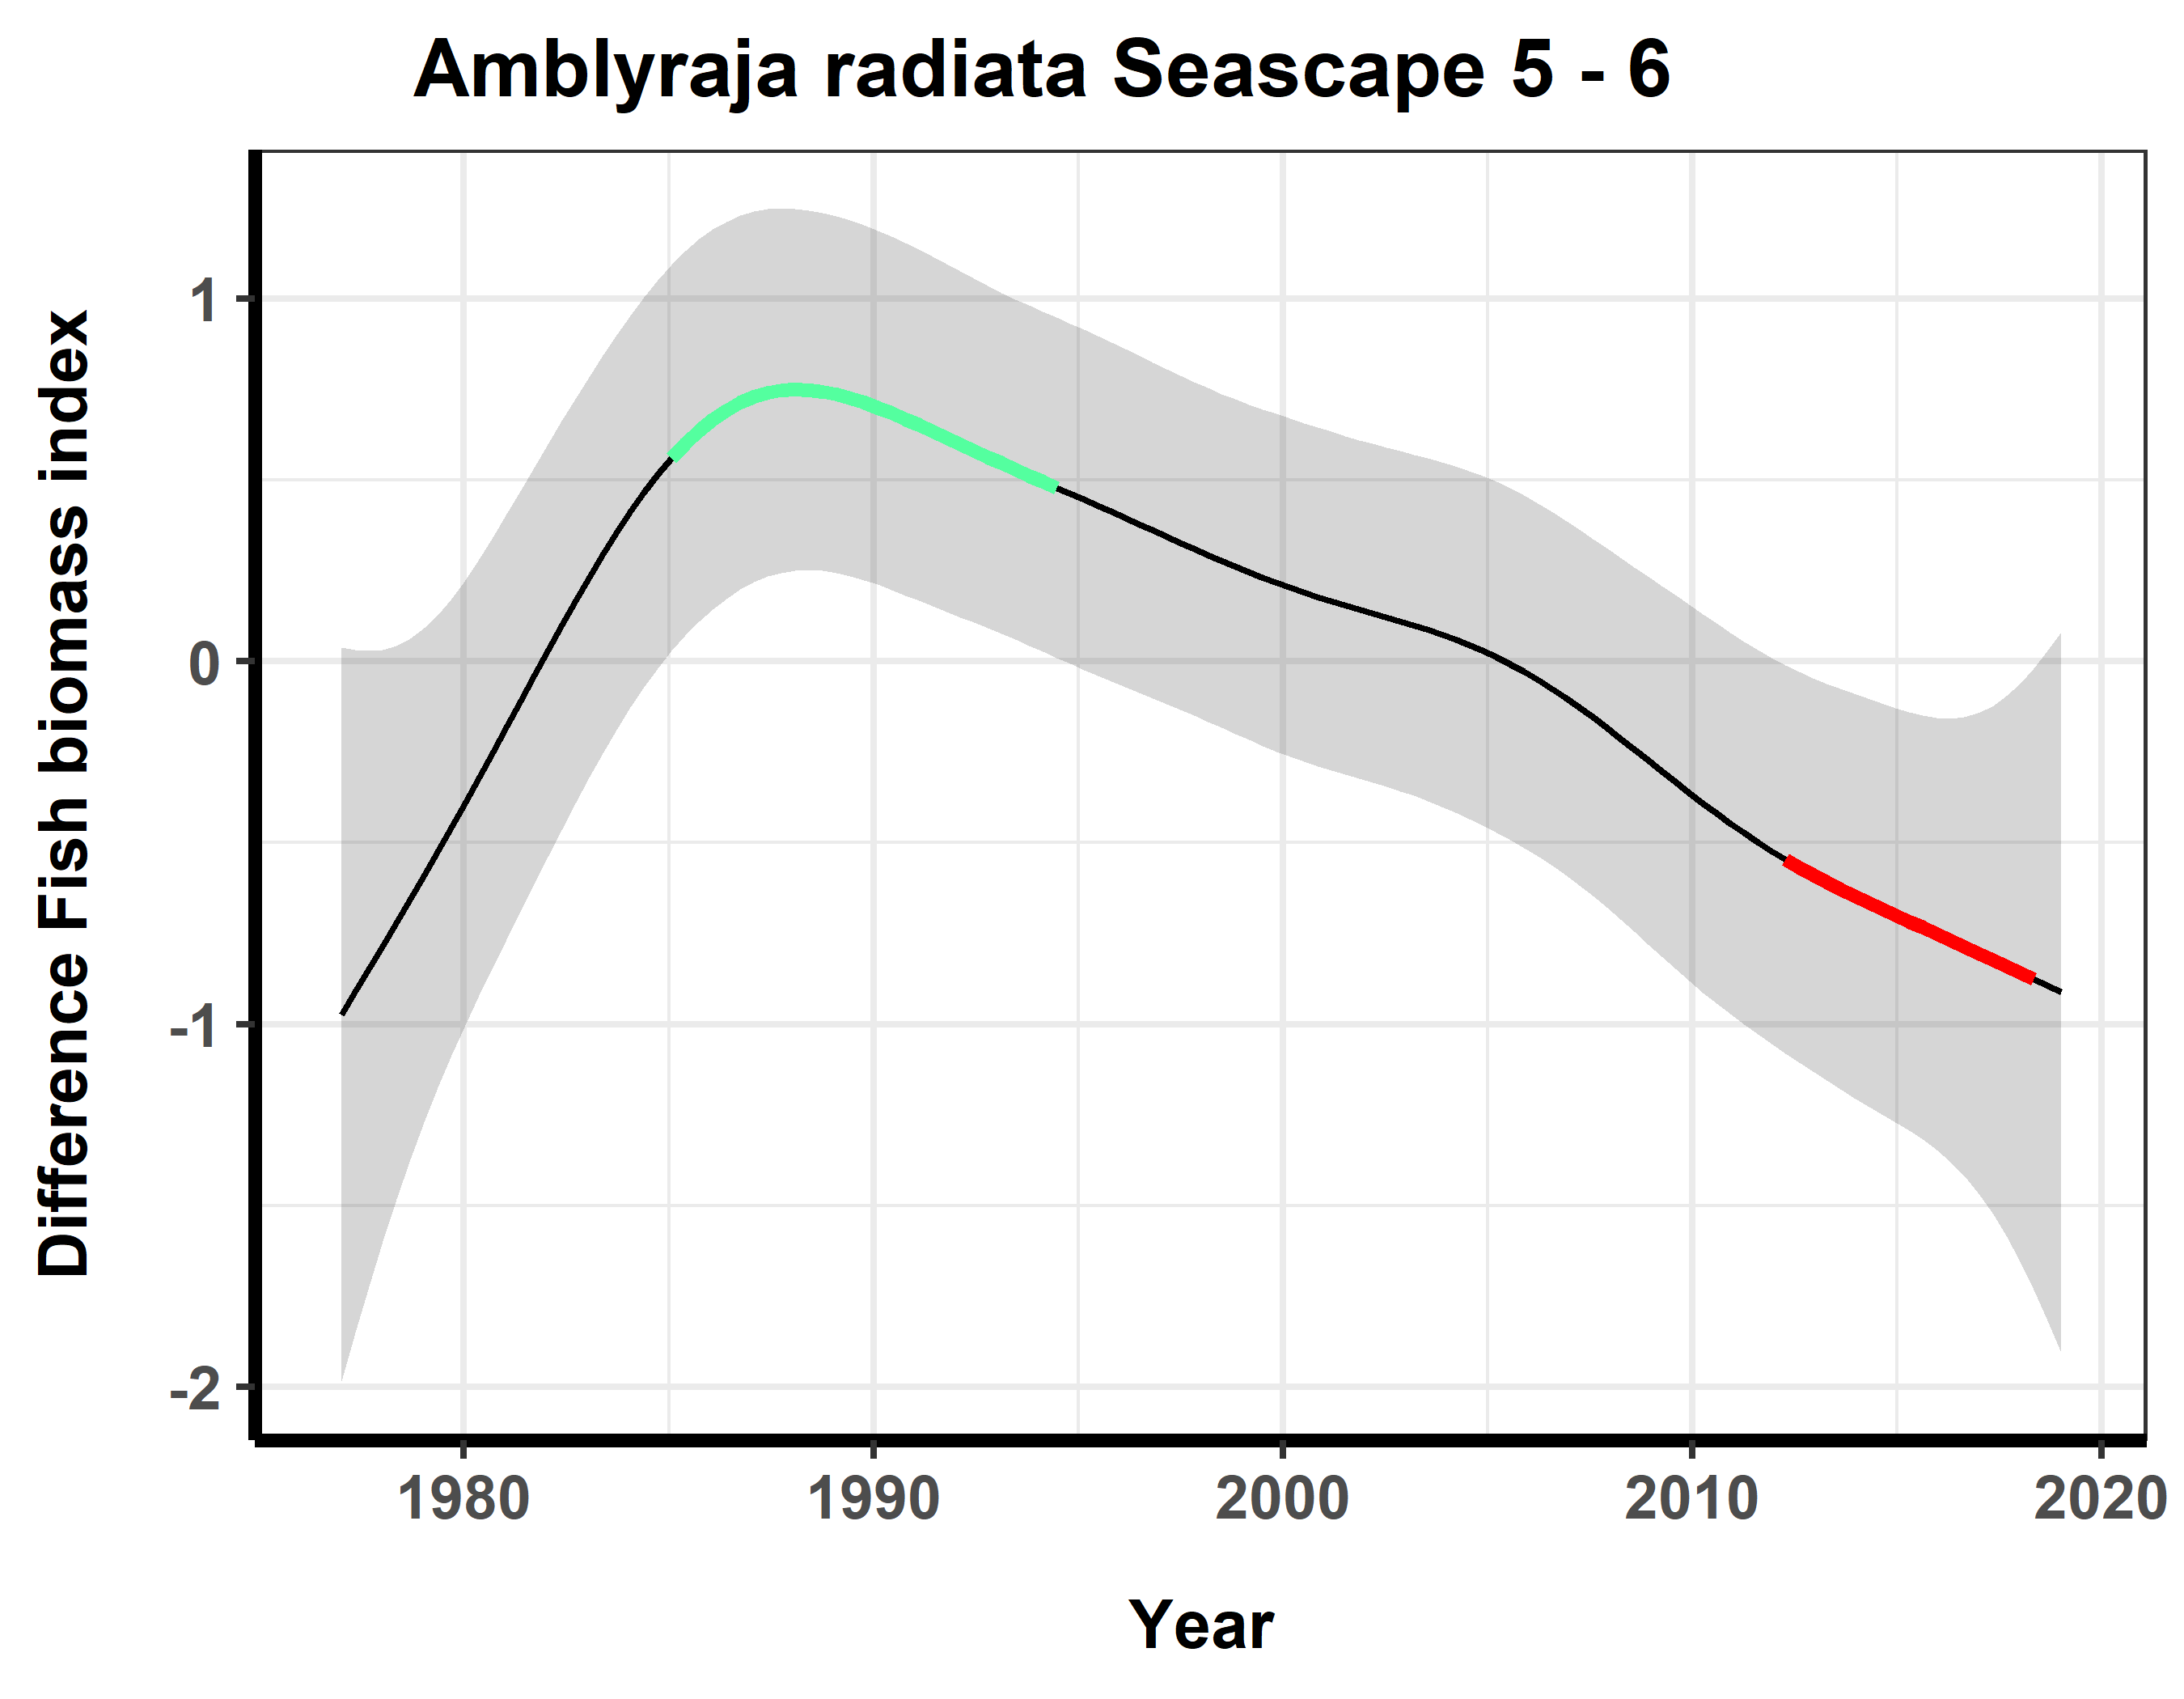 Amblyraja radiata Seascape 5 - 6
Difference Fish biomass index
1
0
-1
-2
1980 1990 2000 2010 2020
Year